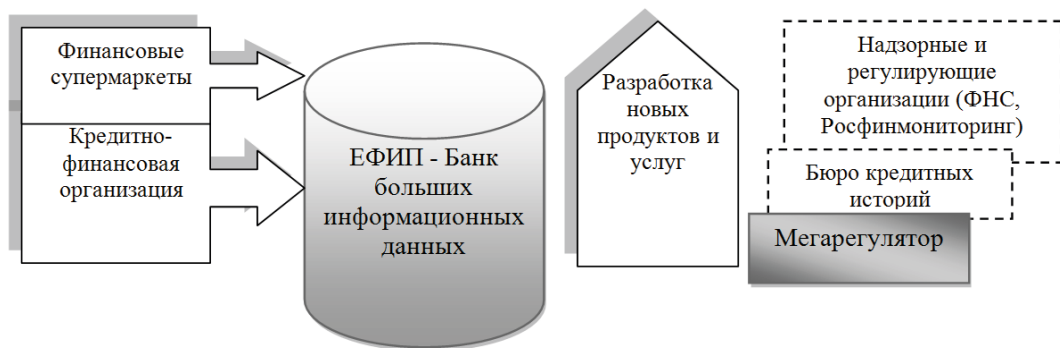 Финансовые
супермаркеты
Кредитно-
финансовая
организация
ЕФИП - Банк
больших
информационных
данных
Разработка
новых
продуктов и
услуг
Надзорные и
регулирующие
организации (ФНС,
Росфинмониторинг)
Бюро кредитных
историй
Мегарегулятор